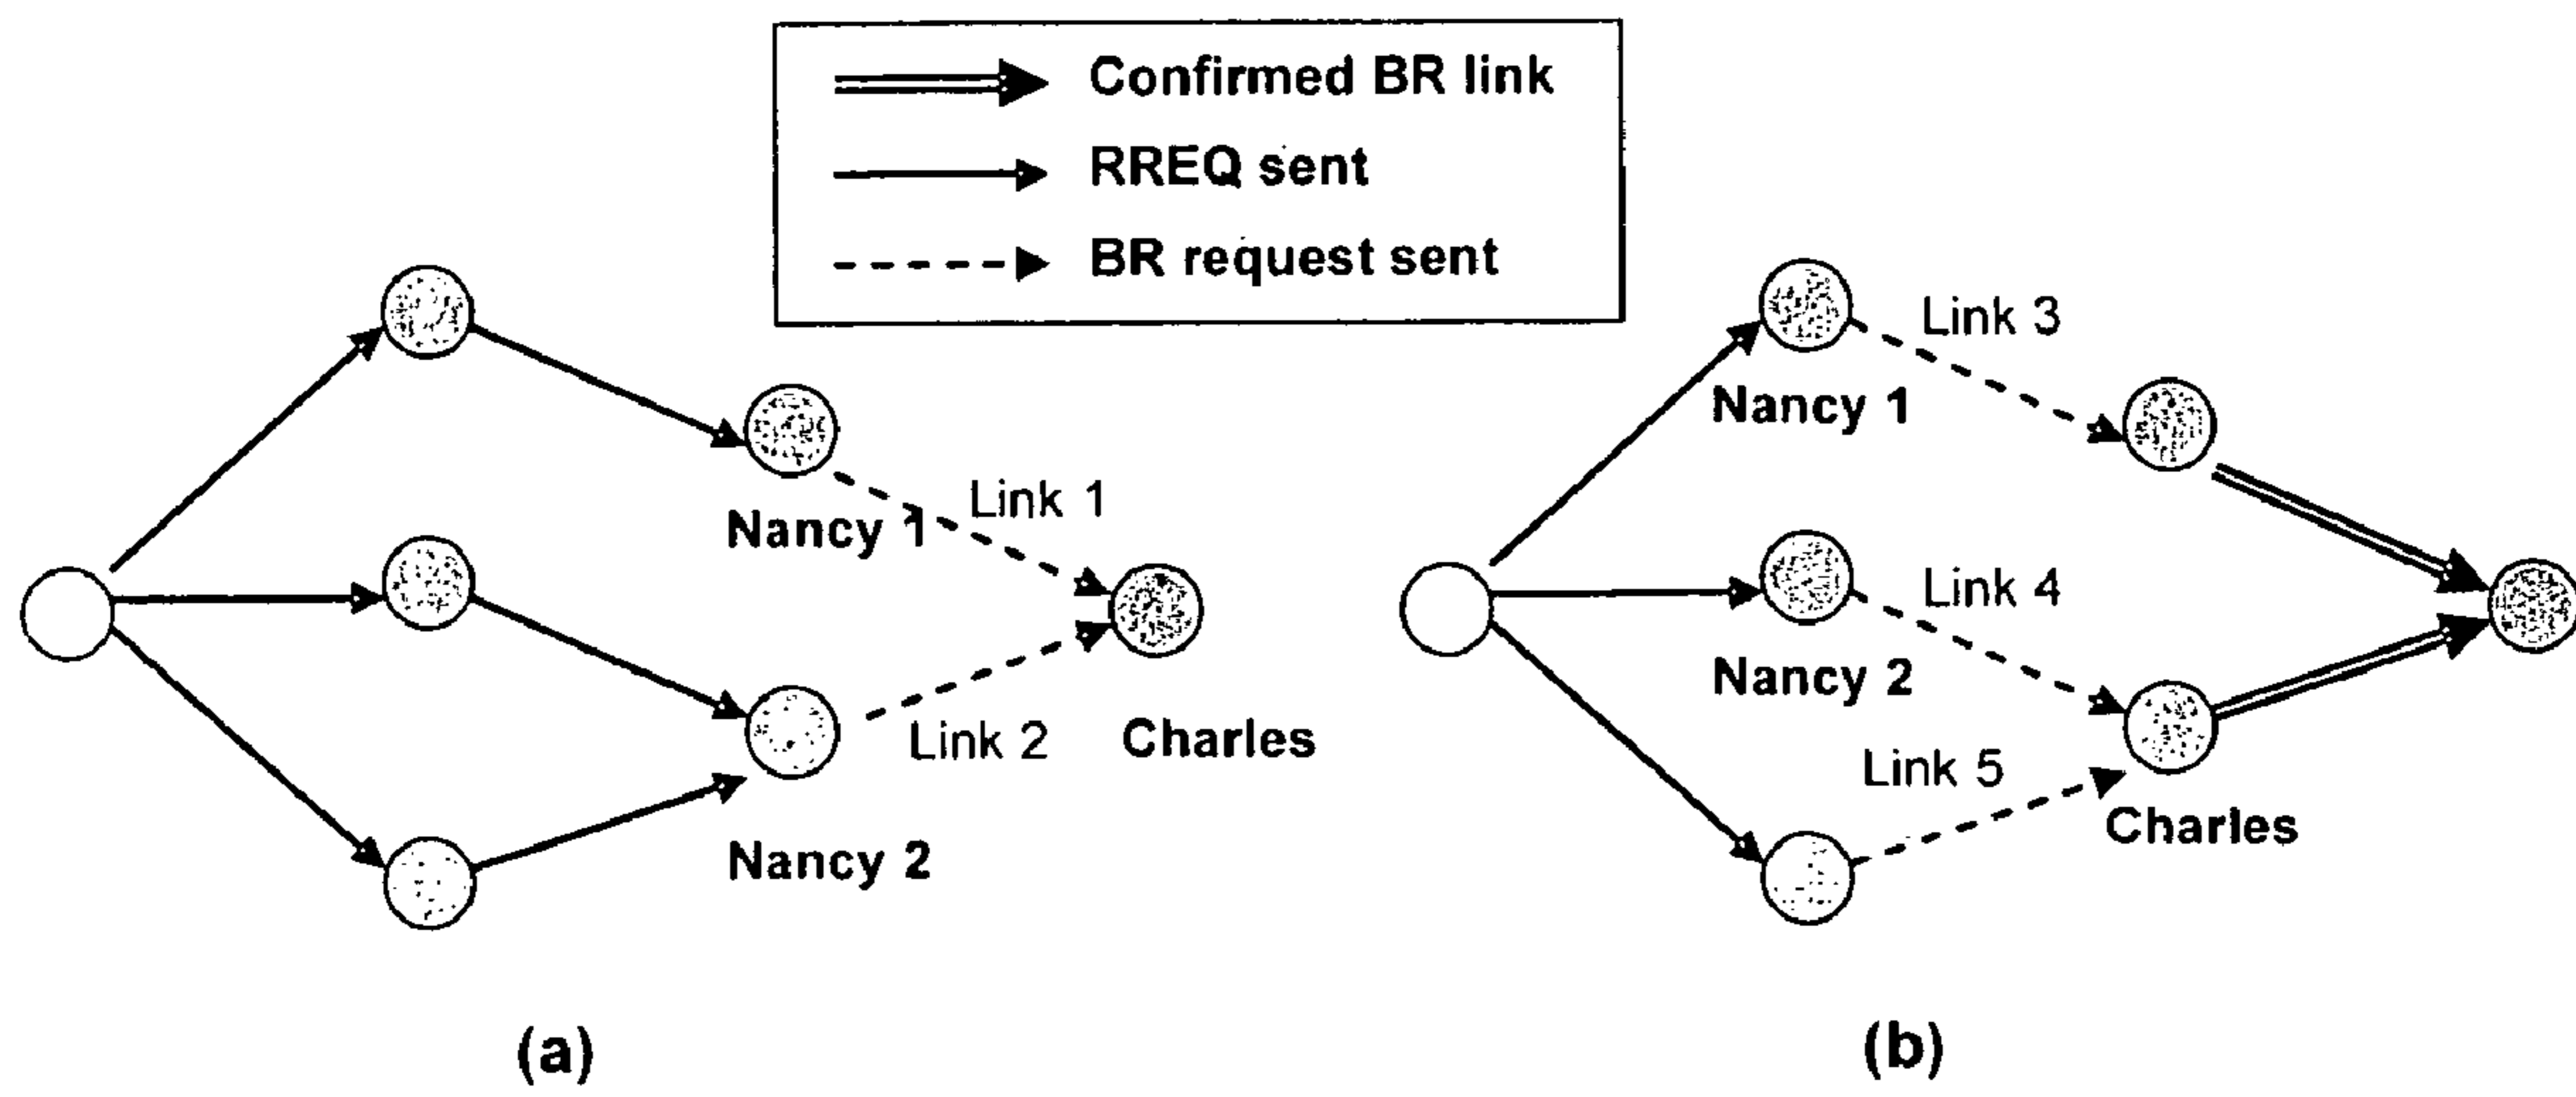 Confirmed BR link
RREQ sent
BR request sent
Link 1
Nancy 1
Link 2
Charles
Nancy 2
(a)
Link 3
Nancy 1
Link 4
Nancy 2
Link 5
Charles
(b)